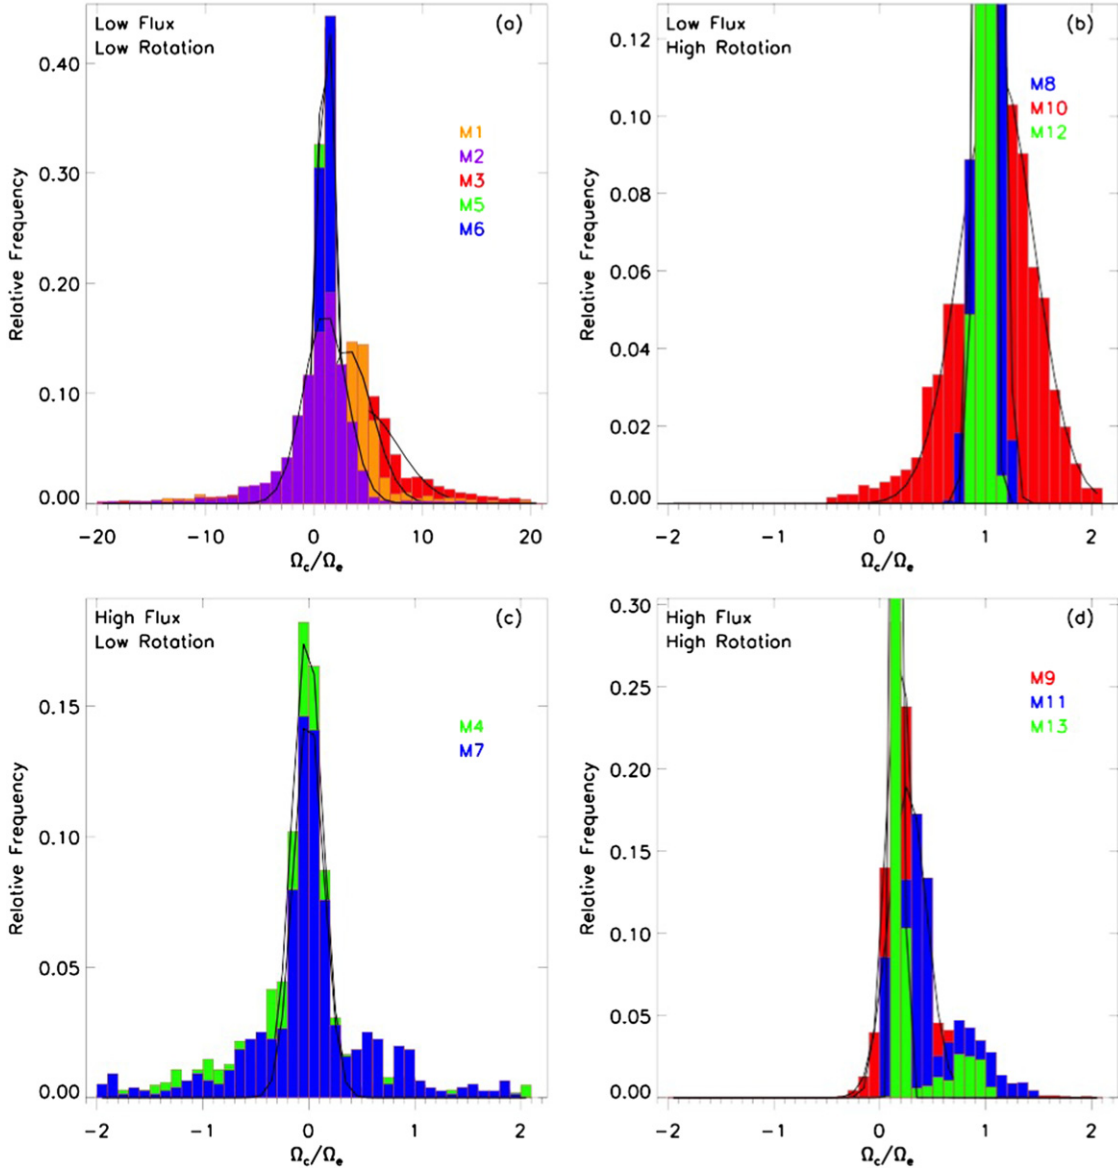 Low Flux (a)
Low Rotation
0.40
0.30
0.20
0.10
0.00
Relative Frequency
M1
M2
M3
M5
M6
−20 −10 0 10 20
Ωc/Ωe
Low Flux (b)
High Rotation
0.12
0.10
0.08
0.06
0.04
0.02
0.00
Relative Frequency
M8
M10
M12
−2 −1 0 1 2
Ωc/Ωe
High Flux (c)
Low Rotation
0.15
0.10
0.05
0.00
Relative Frequency
M4
M7
−2 −1 0 1 2
Ωc/Ωe
High Flux (d)
High Rotation
0.30
0.25
0.20
0.15
0.10
0.05
0.00
Relative Frequency
M9
M11
M13
−2 −1 0 1 2
Ωc/Ωe